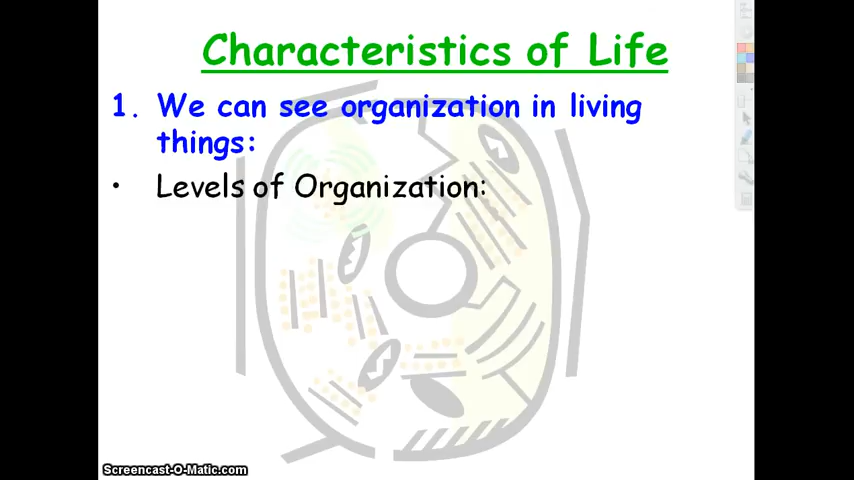 Characteristics of Life
1. We can see organization in living
things:
• Levels of Organization:
Screencast-O-Matic.com